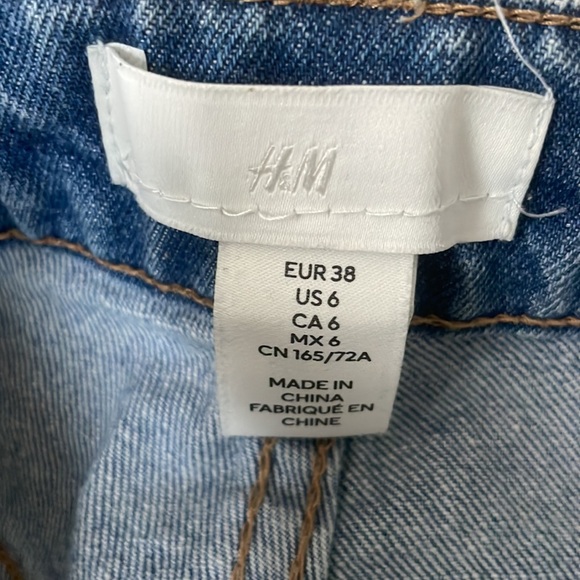 H&M
EUR 38
US 6
CA 6
MX 6
CN 165/72A
MADE IN
CHINA
FABRIQUÉ EN
CHINE